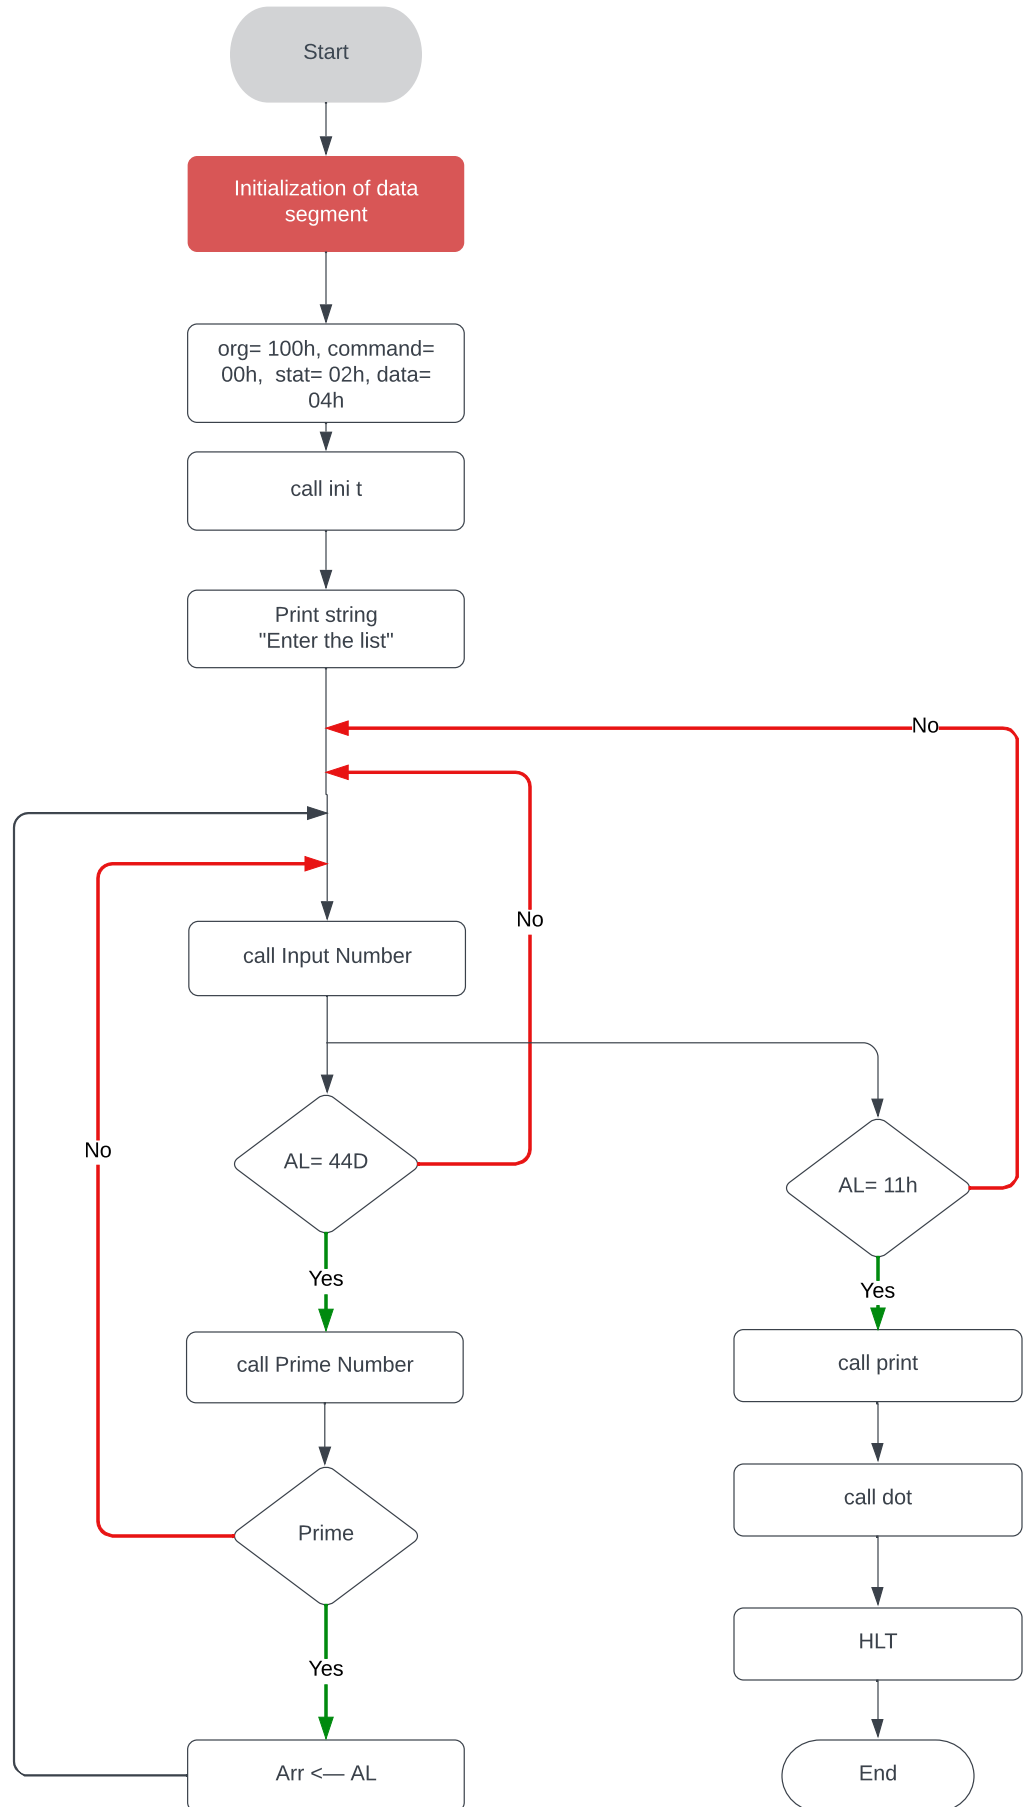 Start
Initialization of data
segment
org= 100h, command=
00h,  stat= 02h, data=
04h
call ini t
Print string
"Enter the list"
No
No
call Input Number
No
AL= 44D
AL= 11h
Yes
Yes
call Prime Number
call print
call dot
Prime
HLT
Yes
Arr <— AL
End